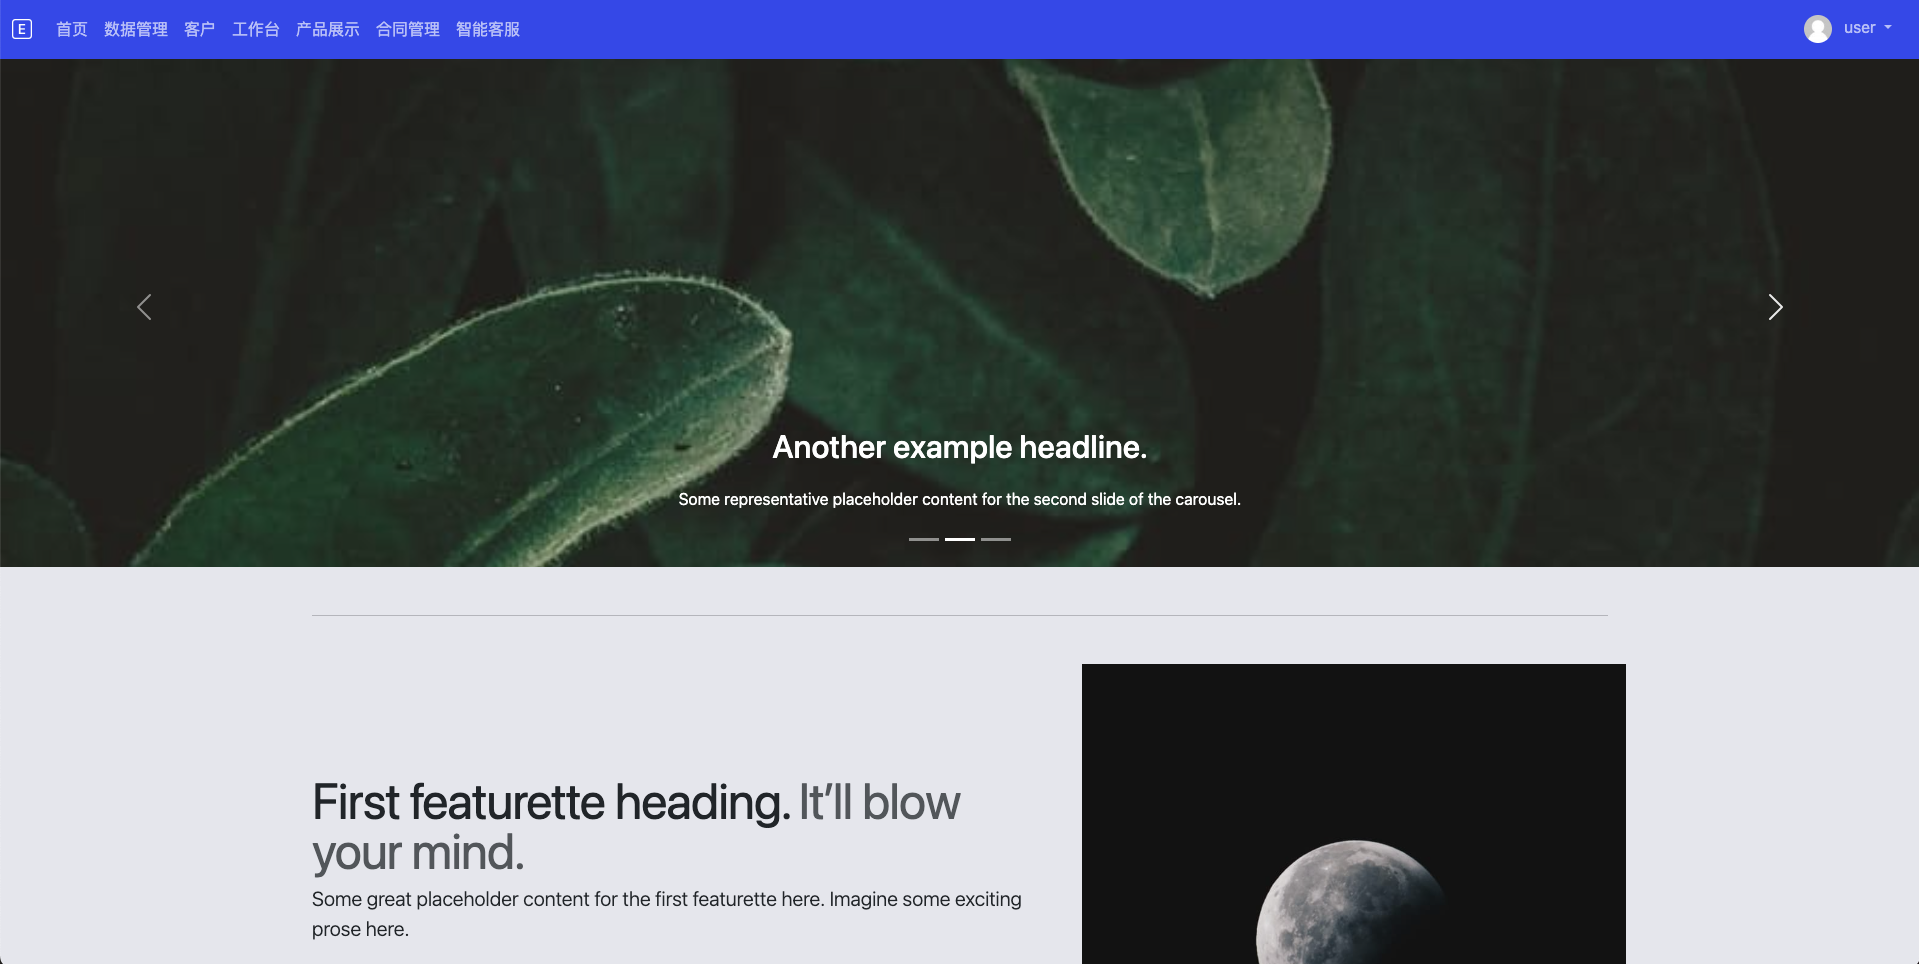 E 首页 数据管理 客户 工作台 产品展示 合同管理 智能客服 user
Another example headline.
Some representative placeholder content for the second slide of the carousel.
First featurette heading. It’ll blow
your mind.
Some great placeholder content for the first featurette here. Imagine some exciting
prose here.